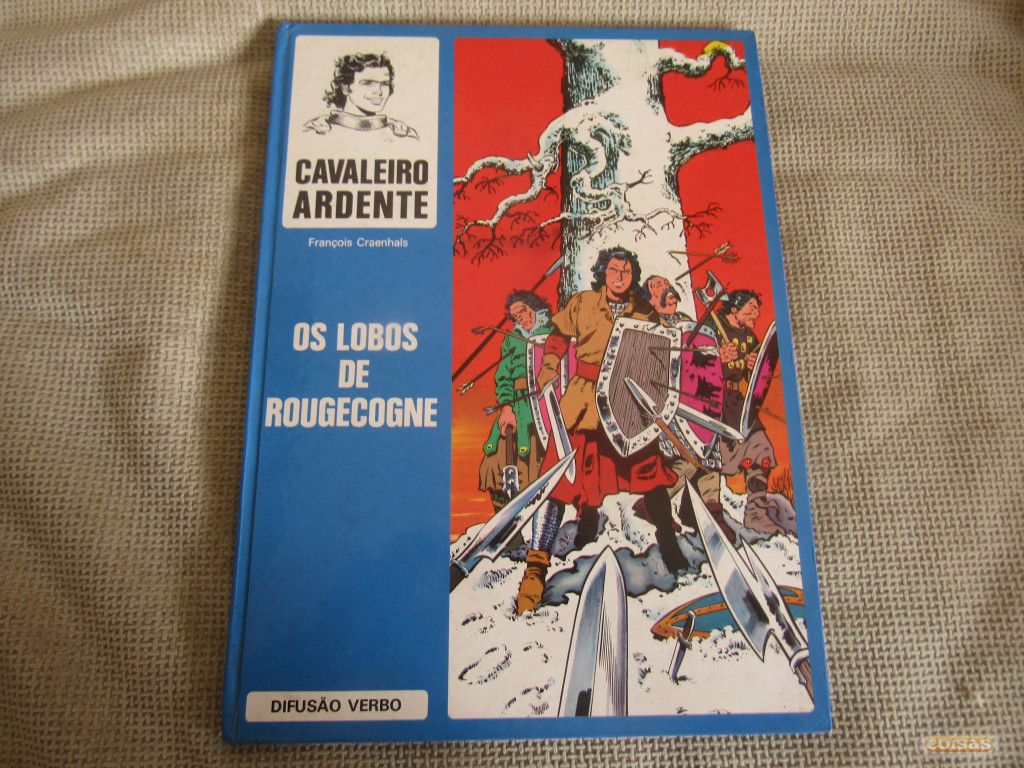 CAVALEIRO
ARDENTE
François Craenhals
OS LOBOS
DE
ROUGECOGNE
DIFUSÃO VERBO
coisas